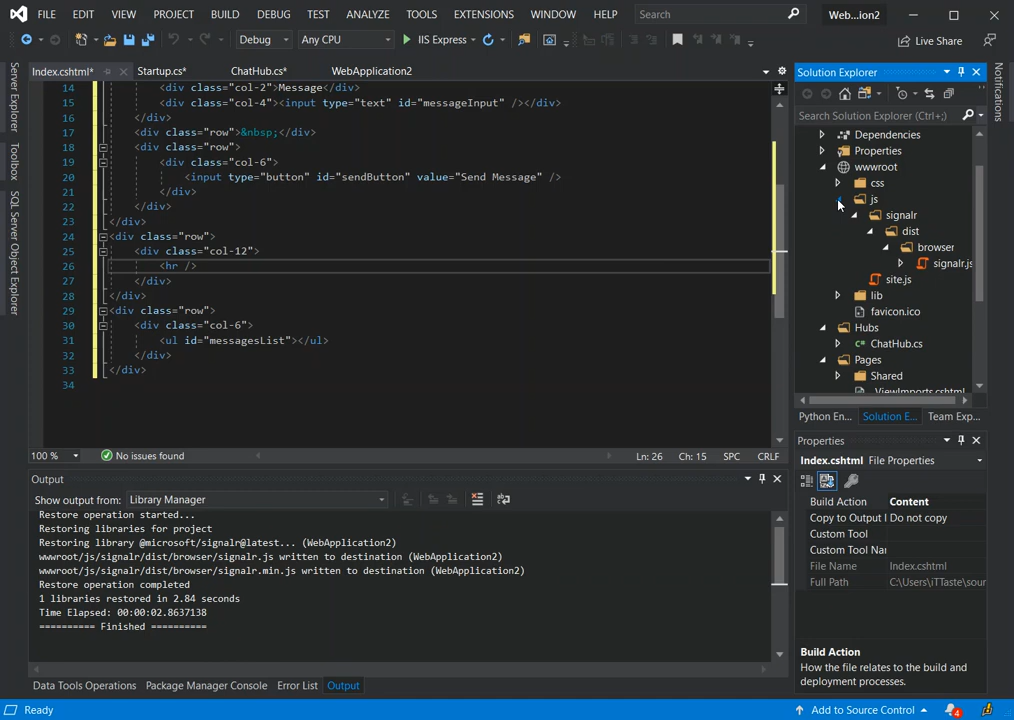 FILE EDIT VIEW PROJECT BUILD DEBUG TEST ANALYZE TOOLS EXTENSIONS WINDOW HELP Search Web...ion2
Debug Any CPU IIS Express Live Share
Server Explorer
Toolbox
SQL Server Object Explorer
Index.cshtml* Startup.cs* ChatHub.cs* WebApplication2
14 <div class="col-2">Message</div>
15 <div class="col-4"><input type="text" id="messageInput" /></div>
16 </div>
17 <div class="row">&nbsp;</div>
18 <div class="row">
19 <div class="col-6">
20 <input type="button" id="sendButton" value="Send Message" />
21 </div>
22 </div>
23 </div>
24 <div class="row">
25 <div class="col-12">
26 <hr />
27 </div>
28 </div>
29 <div class="row">
30 <div class="col-6">
31 <ul id="messagesList"></ul>
32 </div>
33 </div>
34
100 % No issues found Ln: 26 Ch: 15 SPC CRLF
Output
Show output from: Library Manager
Restore operation started...
Restoring libraries for project
Restoring library @microsoft/signalr@latest... (WebApplication2)
wwwroot/js/signalr/dist/browser/signalr.js written to destination (WebApplication2)
wwwroot/js/signalr/dist/browser/signalr.min.js written to destination (WebApplication2)
Restore operation completed
1 libraries restored in 2.84 seconds
Time Elapsed: 00:00:02.8637138
========== Finished ==========
Data Tools Operations Package Manager Console Error List Output
Solution Explorer
Search Solution Explorer (Ctrl+;)
Dependencies
Properties
wwwroot
css
js
signalr
dist
browser
signalr.js
site.js
lib
favicon.ico
Hubs
C# ChatHub.cs
Pages
Shared
_ViewImports.cshtml
Python En... Solution E... Team Exp...
Properties
Index.cshtml File Properties
Build Action Content
Copy to Output Do not copy
Custom Tool
Custom Tool Nar
File Name Index.cshtml
Full Path C:\Users\iTTaste\sour
Build Action
How the file relates to the build and
deployment processes.
Notifications
Ready Add to Source Control 4